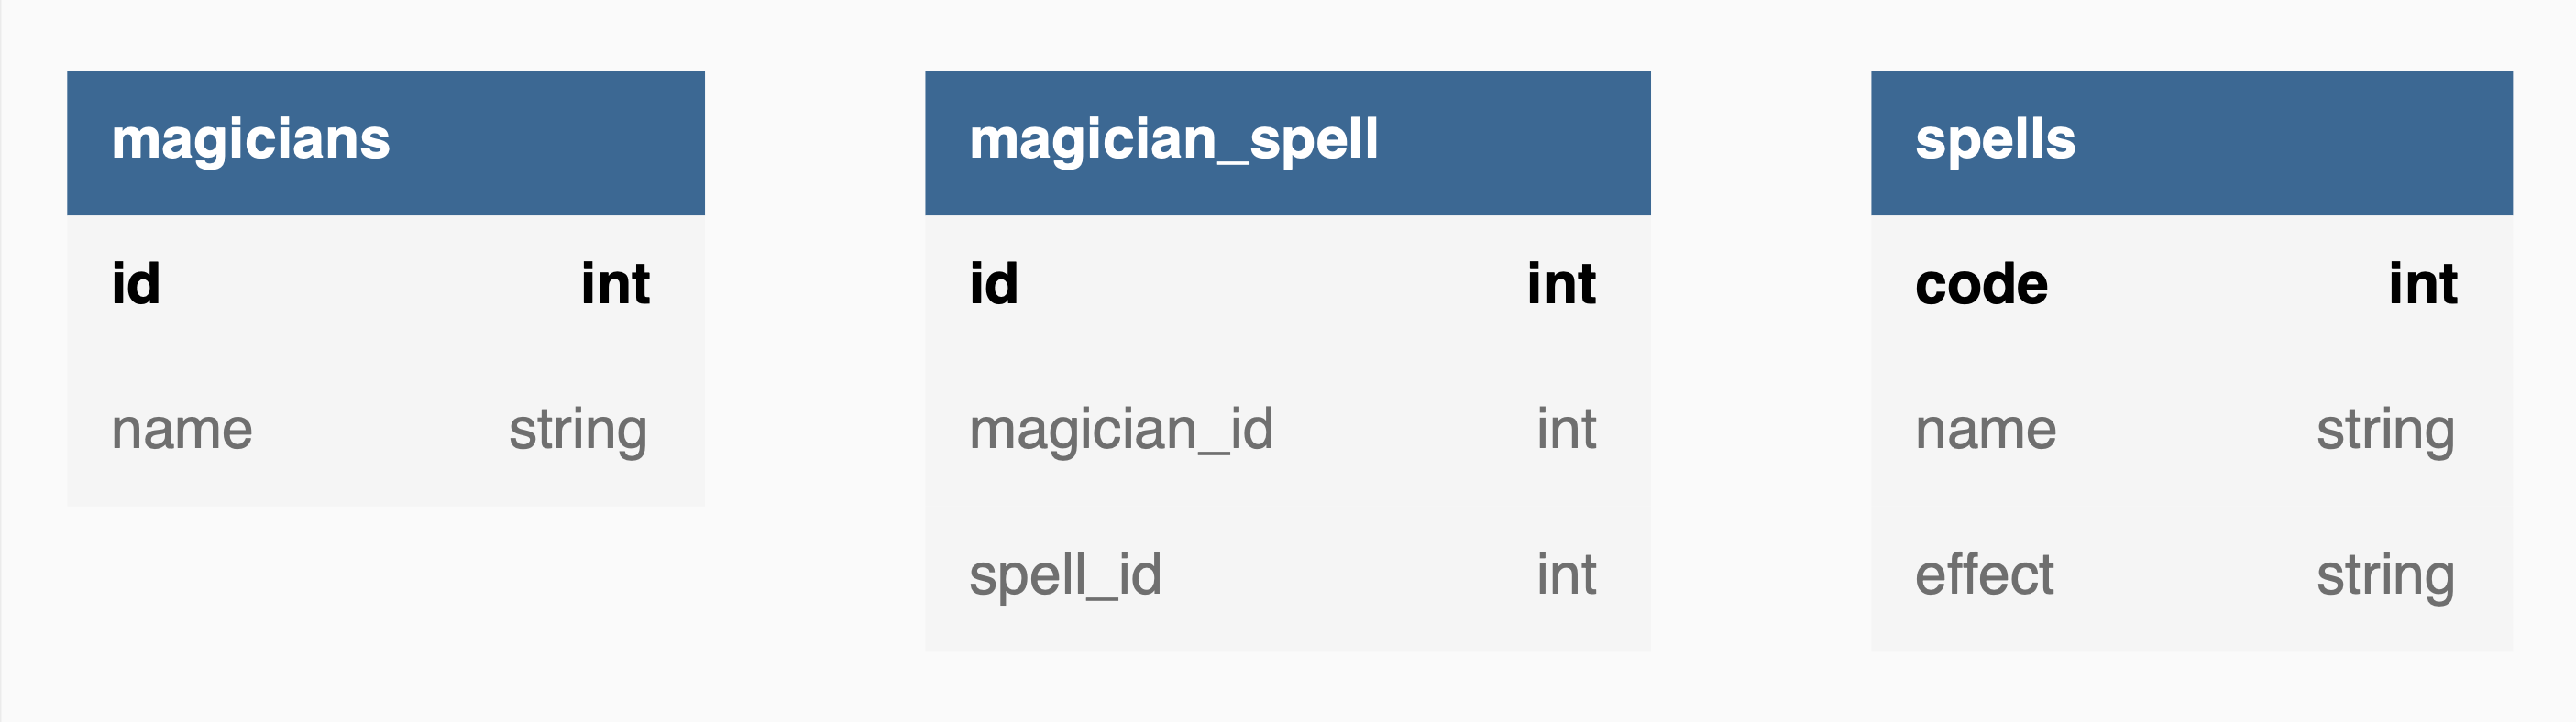 magicians
id int
name string
magician_spell
id int
magician_id int
spell_id int
spells
code int
name string
effect string